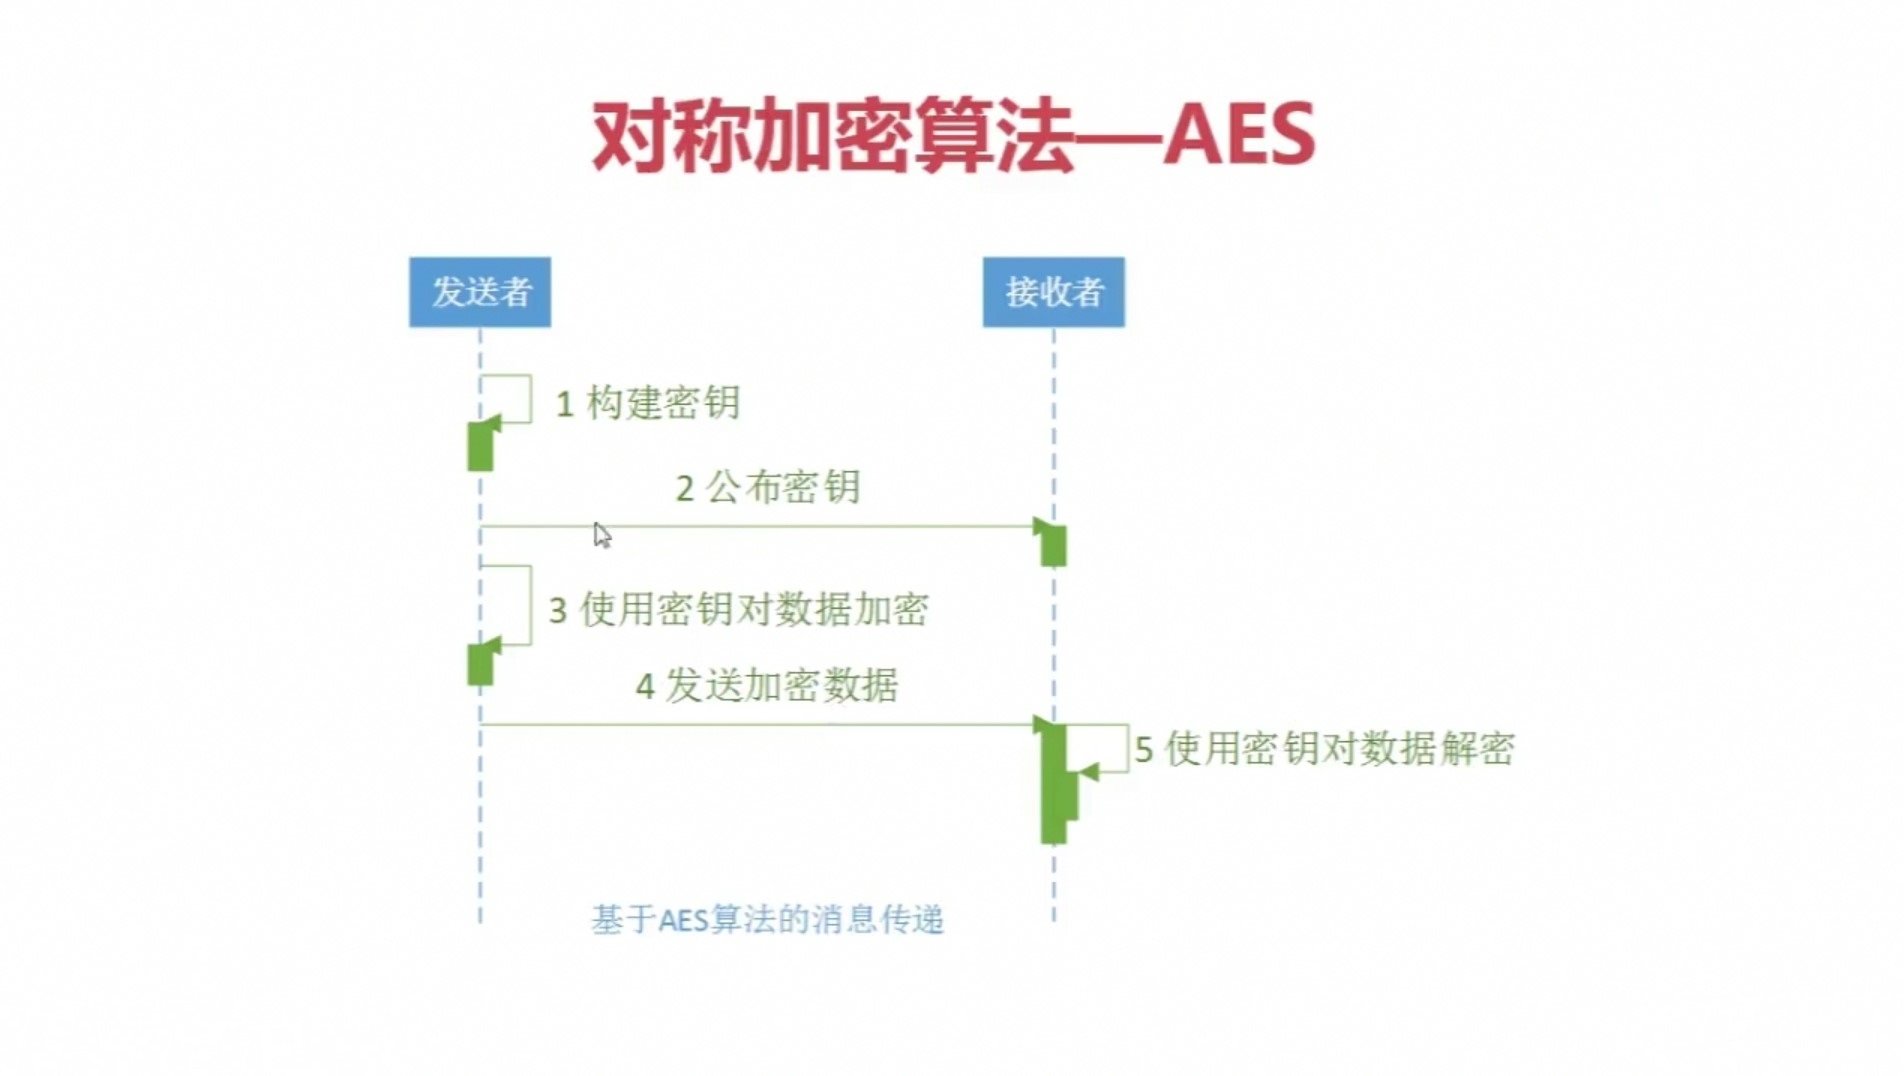 对称加密算法—AES
发送者
接收者
1 构建密钥
2 公布密钥
3 使用密钥对数据加密
4 发送加密数据
5 使用密钥对数据解密
基于AES算法的消息传递